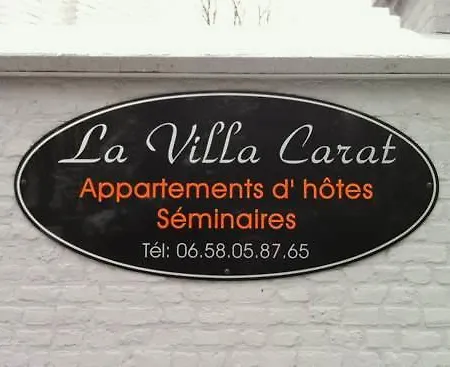 La Villa Carat
Appartements d' hôtes
Séminaires
Tél: 06.58.05.87.65